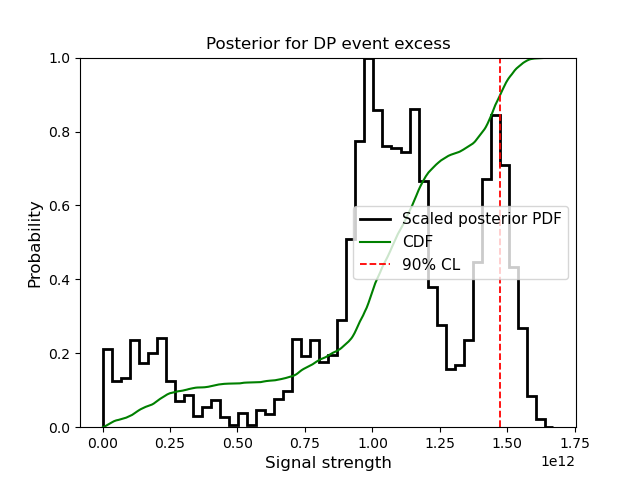 Posterior for DP event excess
Probability
1.0
0.8
0.6
0.4
0.2
0.0
Scaled posterior PDF
CDF
90% CL
0.00 0.25 0.50 0.75 1.00 1.25 1.50 1.75
1e12
Signal strength